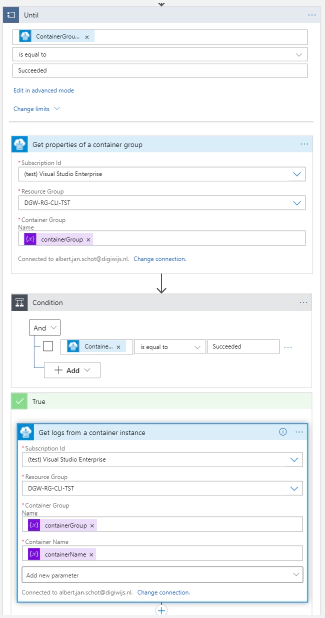 Until
ContainerGrou... x
is equal to
Succeeded
Edit in advanced mode
Change limits
Get properties of a container group
* Subscription Id
(test) Visual Studio Enterprise
* Resource Group
DGW-RG-CLI-TST
* Container Group
Name
{x} containerGroup x
Connected to albert.jan.schot@digiwijs.nl. Change connection.
Condition
And
Containe... x is equal to Succeeded
+ Add
True
Get logs from a container instance
* Subscription Id
(test) Visual Studio Enterprise
* Resource Group
DGW-RG-CLI-TST
* Container Group
Name
{x} containerGroup x
* Container Name
{x} containerName x
Add new parameter
Connected to albert.jan.schot@digiwijs.nl. Change connection.